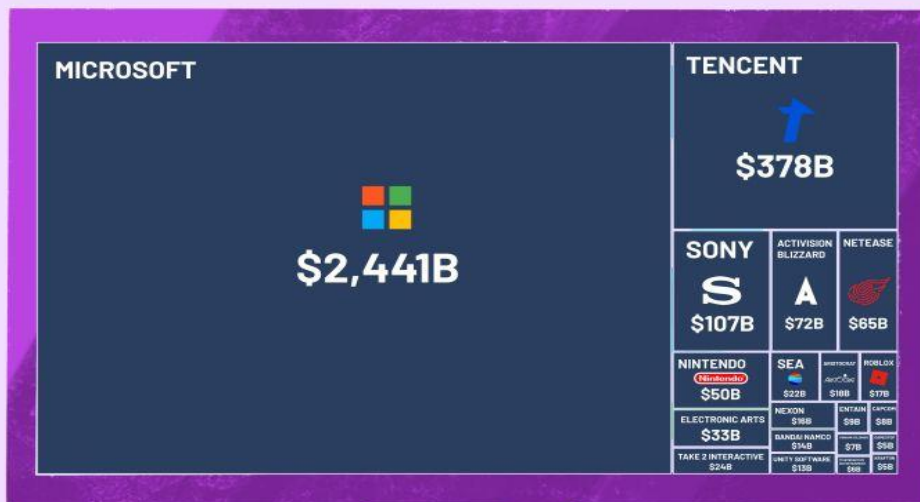 MICROSOFT
$2,441B
TENCENT
$378B
SONY
S
$107B
ACTIVISION
BLIZZARD
$72B
NETEASE
$65B
NINTENDO
Nintendo
$50B
SEA
$22B
ARISTOCRAT
$18B
ROBLOX
$17B
ELECTRONIC ARTS
$33B
TAKE 2 INTERACTIVE
$24B
NEXON
$16B
BANDAI NAMCO
$14B
UNITY SOFTWARE
$13B
ENTAIN
$9B
CAPCOM
$8B
$7B
$5B
$6B
$5B